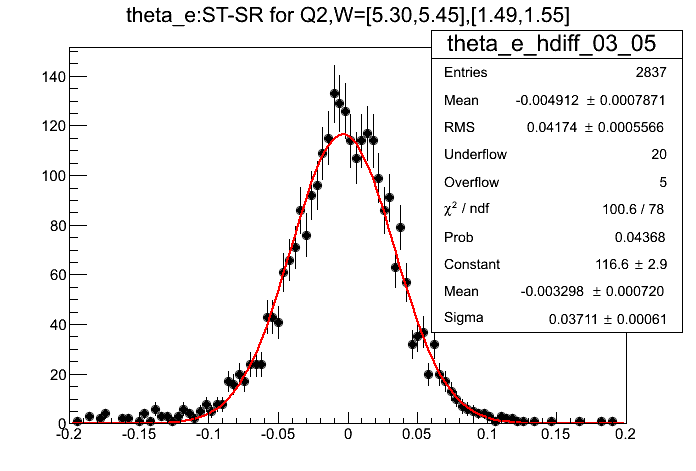 theta_e:ST-SR for Q2,W=[5.30,5.45],[1.49,1.55]
theta_e_hdiff_03_05
Entries 2837
Mean -0.004912 ± 0.0007871
RMS 0.04174 ± 0.0005566
Underflow 20
Overflow 5
χ² / ndf 100.6 / 78
Prob 0.04368
Constant 116.6 ± 2.9
Mean -0.003298 ± 0.000720
Sigma 0.03711 ± 0.00061
140
120
100
80
60
40
20
0
-0.2 -0.15 -0.1 -0.05 0 0.05 0.1 0.15 0.2